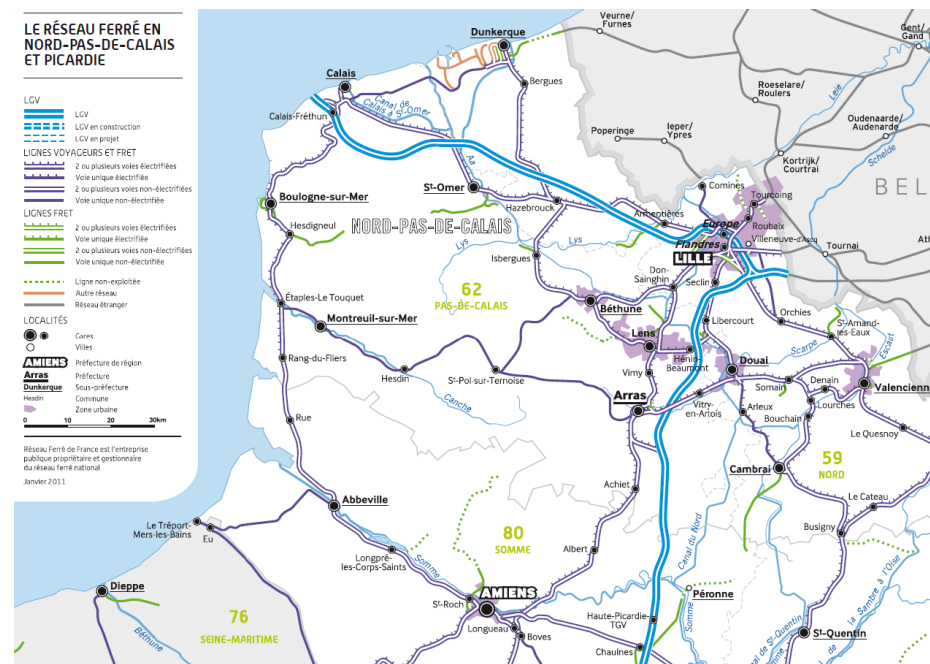 LE RÉSEAU FERRÉ EN
NORD-PAS-DE-CALAIS
ET PICARDIE
LGV
LGV
LGV en construction
LGV en projet
LIGNES VOYAGEURS ET FRET
2 ou plusieurs voies électrifiées
Voie unique électrifiée
2 ou plusieurs voies non-électrifiées
Voie unique non-électrifiée
LIGNES FRET
2 ou plusieurs voies électrifiées
Voie unique électrifiée
2 ou plusieurs voies non-électrifiées
Voie unique non-électrifiée
Ligne non-exploitée
Autre réseau
Réseau étranger
LOCALITÉS
Gares
Villes
AMIENS Préfecture de région
Arras Préfecture
Dunkerque Sous-préfecture
Hesdin Commune
Zone urbaine
0 10 20 30km
Réseau Ferré de France est l'entreprise
publique propriétaire et gestionnaire
du réseau ferré national
Janvier 2011
Veurne/
Furnes
Gent/
Gand
Dunkerque
Calais
Bergues
Canal de
Calais à St-Omer
Calais-Fréthun
Roeselare/
Roulers
Leie
Oudenaarde/
Audenarde
Poperinge
Ieper/
Ypres
Schelde
Kortrijk/
Courtrai
Aa
St-Omer
Comines
Tourcoing
BEL
Boulogne-sur-Mer
Hazebrouck
Armentières
Europe
Roubaix
Hesdigneul
NORD-PAS-DE-CALAIS
Lys
Lys
Flandres
Villeneuve-d'Ascq
Tournai
Ath
Isbergues
LILLE
Don-
Sainghin
Seclin
62
PAS-DE-CALAIS
Étaples-Le Touquet
Béthune
Montreuil-sur-Mer
Libercourt
Orchies
St-Amand-
les-Eaux
Escaut
Lens
Hénin-
Beaumont
Douai
Scarpe
Rang-du-Fliers
Hesdin
St-Pol-sur-Ternoise
Vimy
Somain
Denain
Valencienn
Canche
Arras
Vitry-
en-Artois
Arleux
Lourches
Bouchain
Rue
Le Quesnoy
59
NORD
Cambrai
Achiet
Abbeville
Le Cateau
Le Tréport-
Mers-les-Bains
Eu
80
SOMME
Busigny
Longpré-
les-Corps-Saints
Somme
Albert
Canal du Nord
la Sambre à l'Oise
Dieppe
AMIENS
St-Roch
Péronne
76
SEINE-MARITIME
Béthune
Longueau
Boves
Haute-Picardie-
TGV
Somme
Canal de St-Quentin
St-Quentin
Chaulnes